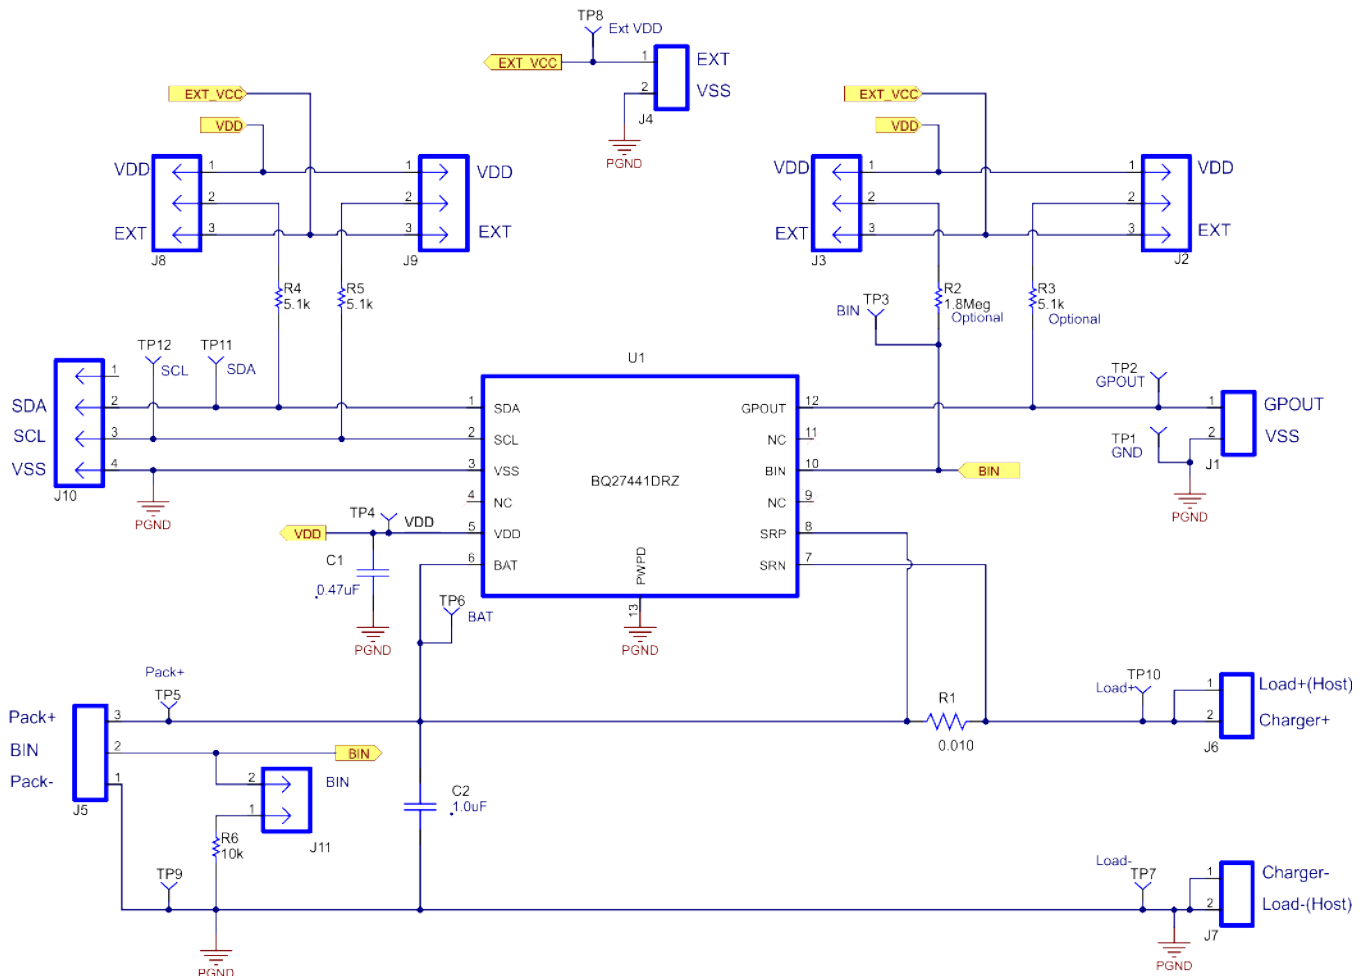 TP8
Ext VDD
EXT_VCC
1
EXT
2
VSS
J4
PGND
EXT_VCC
VDD
VDD
1
1
VDD
2
2
EXT
3
3
EXT
J8
J9
R4
5.1k
R5
5.1k
EXT_VCC
VDD
VDD
1
1
VDD
2
2
EXT
3
3
EXT
J3
J2
R2
1.8Meg
Optional
R3
5.1k
Optional
TP3
BIN
TP12
SCL
TP11
SDA
1
SDA
2
SCL
3
VSS
4
J10
PGND
U1
BQ27441DRZ
1
SDA
2
SCL
3
VSS
4
NC
5
VDD
6
BAT
GPOUT
12
NC
11
BIN
10
NC
9
SRP
8
SRN
7
PWPD
13
PGND
BIN
TP2
GPOUT
TP1
GND
1
GPOUT
2
VSS
J1
PGND
VDD
TP4
VDD
C1
0.47uF
PGND
TP6
BAT
Pack+
TP5
Pack+
3
BIN
2
Pack-
1
J5
BIN
2
BIN
1
J11
R6
10k
C2
1.0uF
R1
0.010
Load+
TP10
1
Load+(Host)
2
Charger+
J6
TP9
PGND
Load-
TP7
1
Charger-
2
Load-(Host)
J7
PGND